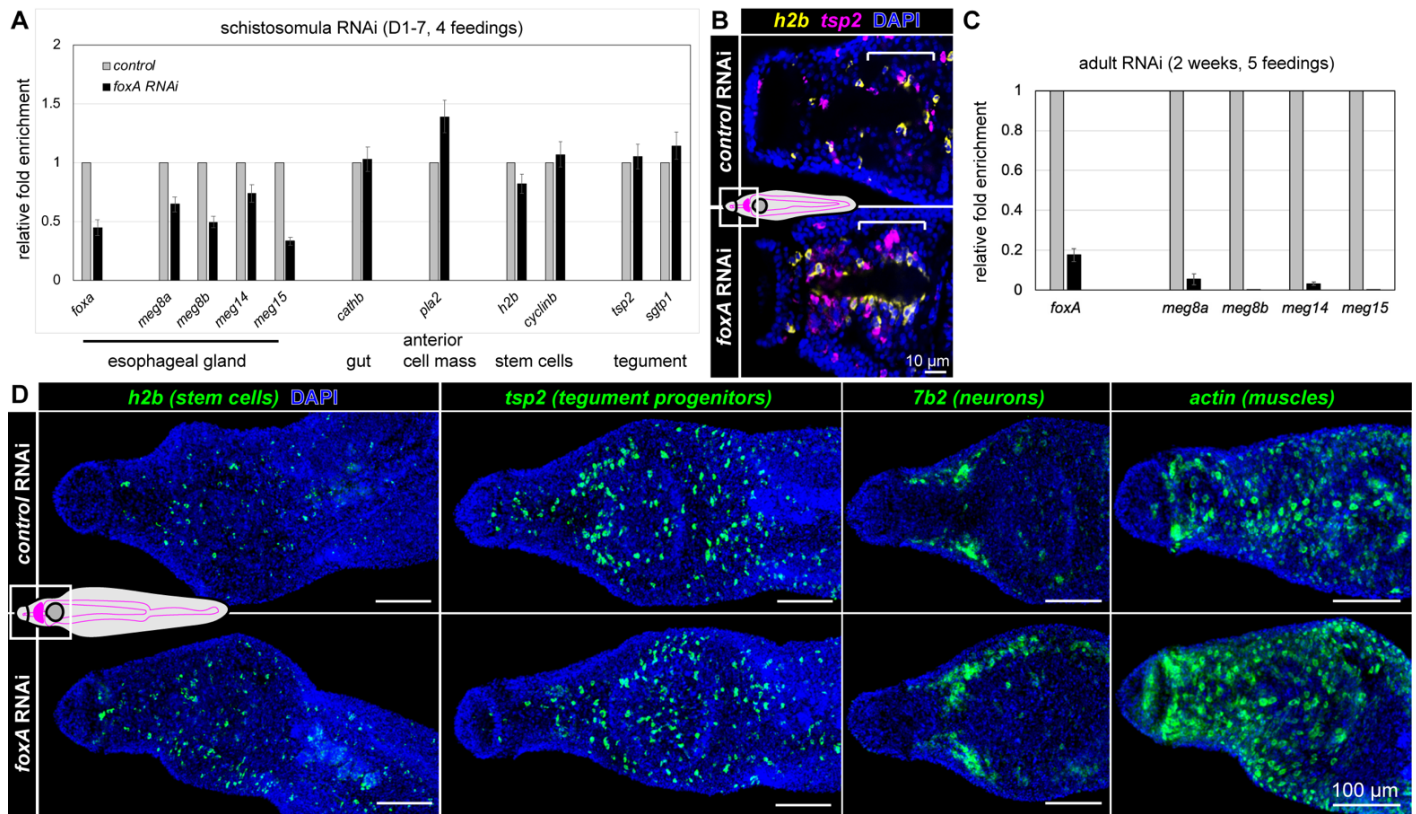 A
schistosomula RNAi (D1-7, 4 feedings)
relative fold enrichment
2
1.5
1
0.5
0
control
foxA RNAi
foxa
meg8a
meg8b
meg14
meg15
cathb
pla2
h2b
cyclinb
tsp2
sgtp1
esophageal gland
gut
anterior
cell mass
stem cells
tegument
B
h2b tsp2 DAPI
control RNAi
foxA RNAi
10 µm
C
adult RNAi (2 weeks, 5 feedings)
relative fold enrichment
1
0.8
0.6
0.4
0.2
0
foxA
meg8a
meg8b
meg14
meg15
D
h2b (stem cells) DAPI
tsp2 (tegument progenitors)
7b2 (neurons)
actin (muscles)
control RNAi
foxA RNAi
100 µm